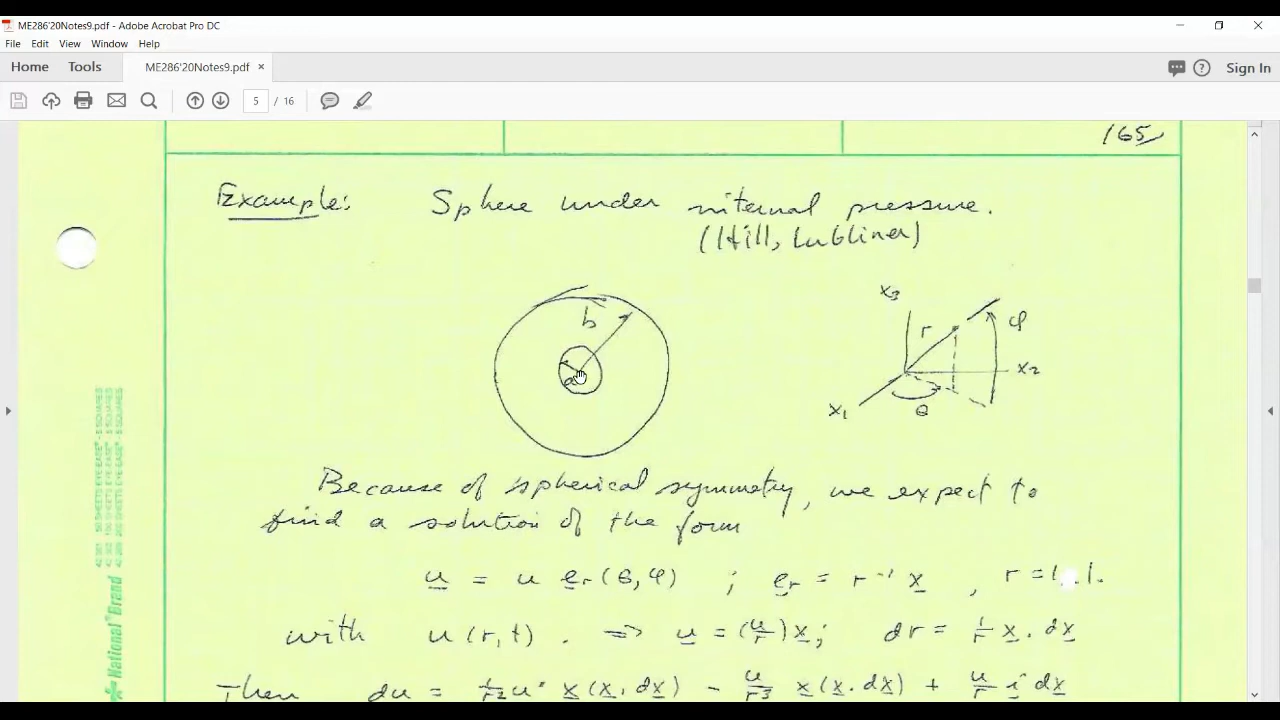 ME286'20Notes9.pdf - Adobe Acrobat Pro DC
File Edit View Window Help
Home Tools ME286'20Notes9.pdf × Sign In
5 / 16
165
Example: Sphere under internal pressure.
(Hill, Lubliner)
b
a
x3
r
φ
x2
x1
θ
Because of spherical symmetry, we expect to
find a solution of the form
u = u er(θ,φ) ; er = r⁻¹ x , r =
with u(r,t). ⇒ u = (u/r)x; dr = 1/r x . dx
Then du = 1/r² u' x(x.dx) - u/r³ x(x.dx) + u/r i dx
National® Brand